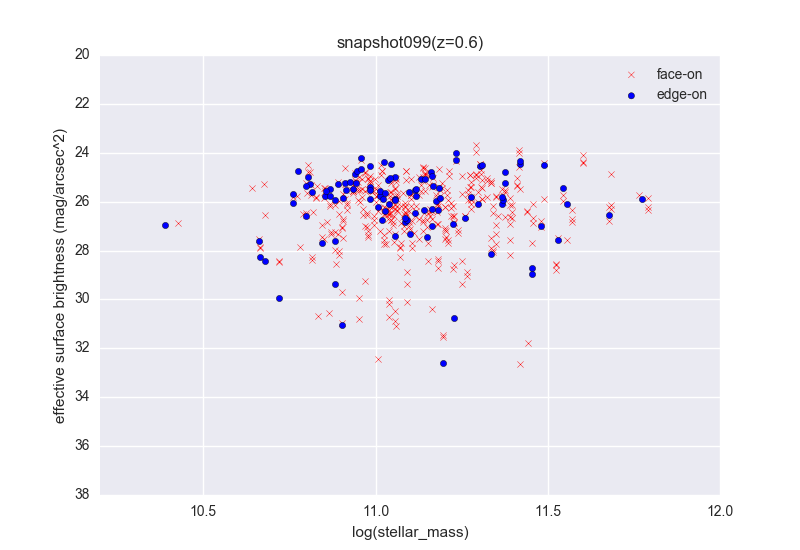 snapshot099(z=0.6)
face-on
edge-on
effective surface brightness (mag/arcsec^2)
20
22
24
26
28
30
32
34
36
38
10.5
11.0
11.5
12.0
log(stellar_mass)